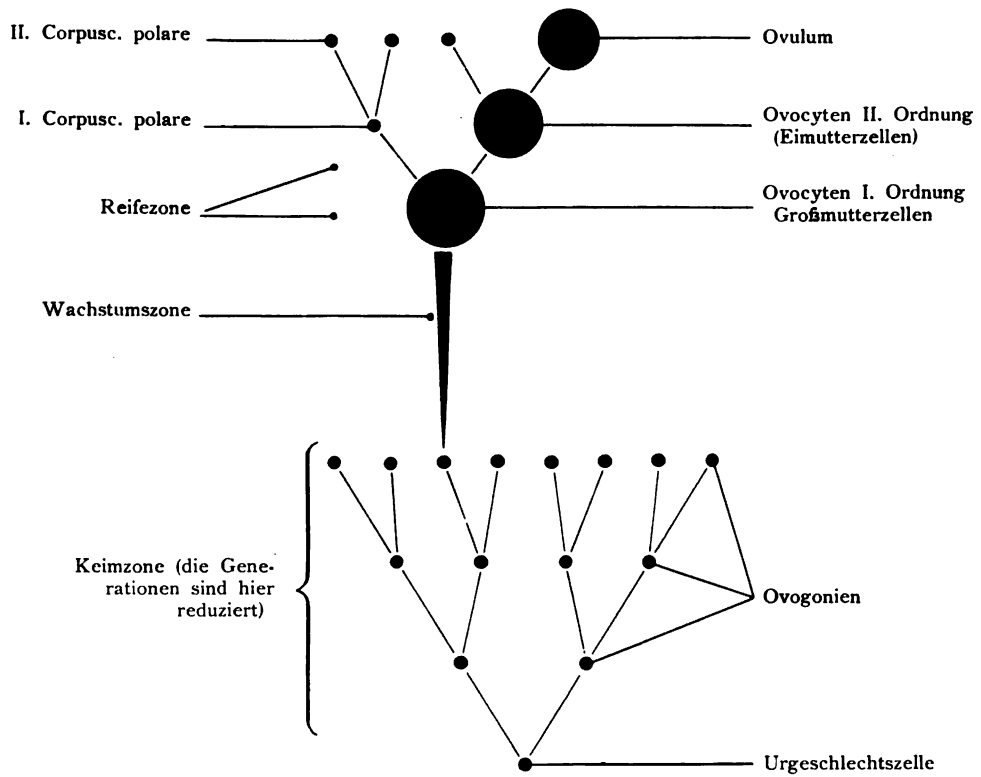 II. Corpusc. polare
Ovulum
I. Corpusc. polare
Ovocyten II. Ordnung
(Eimutterzellen)
Reifezone
Ovocyten I. Ordnung
Großmutterzellen
Wachstumszone
Keimzone (die Gene-
rationen sind hier
reduziert)
Ovogonien
Urgeschlechtszelle